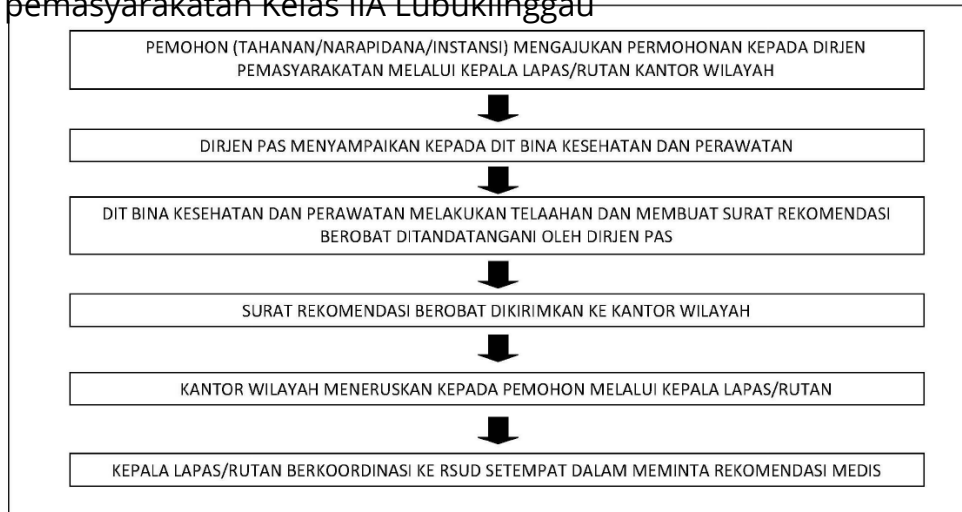 pemasyarakatan Kelas IIA Lubuklinggau
PEMOHON (TAHANAN/NARAPIDANA/INSTANSI) MENGAJUKAN PERMOHONAN KEPADA DIRJEN
PEMASYARAKATAN MELALUI KEPALA LAPAS/RUTAN KANTOR WILAYAH
DIRJEN PAS MENYAMPAIKAN KEPADA DIT BINA KESEHATAN DAN PERAWATAN
DIT BINA KESEHATAN DAN PERAWATAN MELAKUKAN TELAAHAN DAN MEMBUAT SURAT REKOMENDASI
BEROBAT DITANDATANGANI OLEH DIRJEN PAS
SURAT REKOMENDASI BEROBAT DIKIRIMKAN KE KANTOR WILAYAH
KANTOR WILAYAH MENERUSKAN KEPADA PEMOHON MELALUI KEPALA LAPAS/RUTAN
KEPALA LAPAS/RUTAN BERKOORDINASI KE RSUD SETEMPAT DALAM MEMINTA REKOMENDASI MEDIS